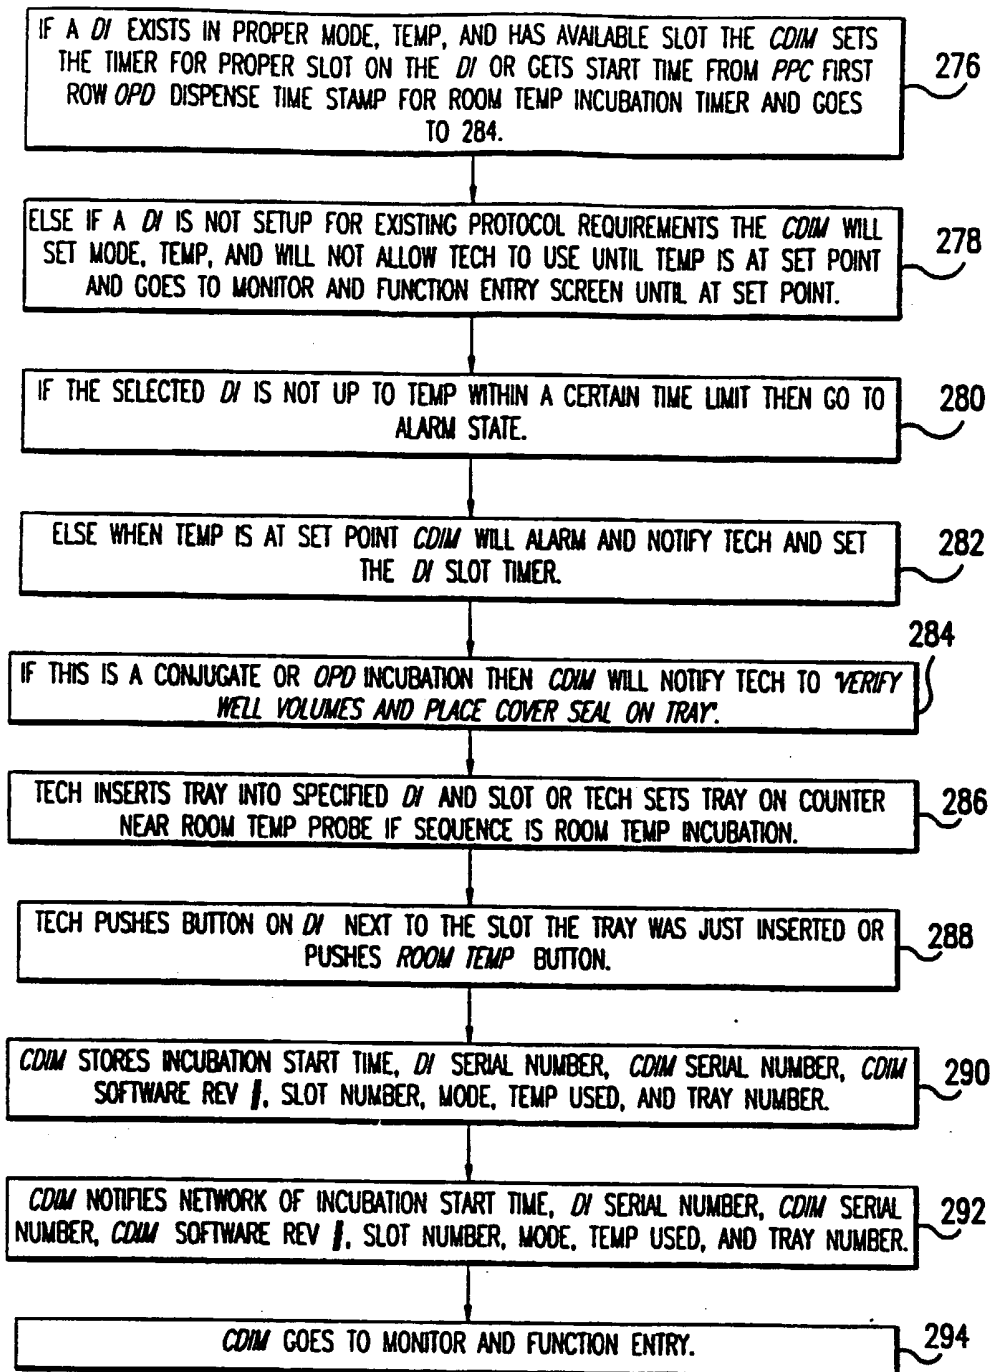 IF A DI EXISTS IN PROPER MODE, TEMP, AND HAS AVAILABLE SLOT THE CDIM SETS
THE TIMER FOR PROPER SLOT ON THE DI OR GETS START TIME FROM PPC FIRST
ROW OPD DISPENSE TIME STAMP FOR ROOM TEMP INCUBATION TIMER AND GOES
TO 284.
276
ELSE IF A DI IS NOT SETUP FOR EXISTING PROTOCOL REQUIREMENTS THE CDIM WILL
SET MODE, TEMP, AND WILL NOT ALLOW TECH TO USE UNTIL TEMP IS AT SET POINT
AND GOES TO MONITOR AND FUNCTION ENTRY SCREEN UNTIL AT SET POINT.
278
IF THE SELECTED DI IS NOT UP TO TEMP WITHIN A CERTAIN TIME LIMIT THEN GO TO
ALARM STATE.
280
ELSE WHEN TEMP IS AT SET POINT CDIM WILL ALARM AND NOTIFY TECH AND SET
THE DI SLOT TIMER.
282
IF THIS IS A CONJUGATE OR OPD INCUBATION THEN CDIM WILL NOTIFY TECH TO "VERIFY
WELL VOLUMES AND PLACE COVER SEAL ON TRAY".
284
TECH INSERTS TRAY INTO SPECIFIED DI AND SLOT OR TECH SETS TRAY ON COUNTER
NEAR ROOM TEMP PROBE IF SEQUENCE IS ROOM TEMP INCUBATION.
286
TECH PUSHES BUTTON ON DI NEXT TO THE SLOT THE TRAY WAS JUST INSERTED OR
PUSHES ROOM TEMP BUTTON.
288
CDIM STORES INCUBATION START TIME, DI SERIAL NUMBER, CDIM SERIAL NUMBER, CDIM
SOFTWARE REV #, SLOT NUMBER, MODE, TEMP USED, AND TRAY NUMBER.
290
CDIM NOTIFIES NETWORK OF INCUBATION START TIME, DI SERIAL NUMBER, CDIM SERIAL
NUMBER, CDIM SOFTWARE REV #, SLOT NUMBER, MODE, TEMP USED, AND TRAY NUMBER.
292
CDIM GOES TO MONITOR AND FUNCTION ENTRY.
294